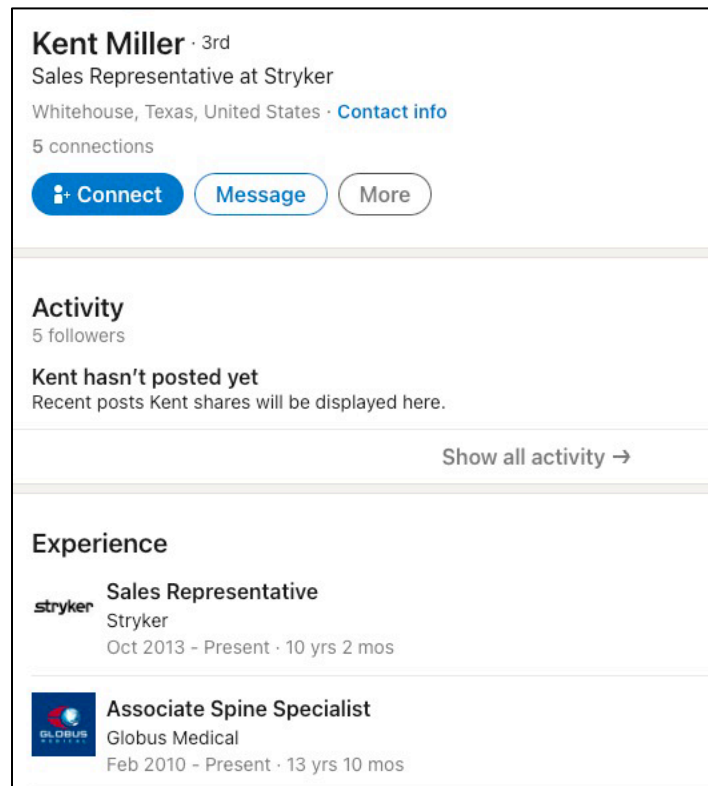 Kent Miller · 3rd
Sales Representative at Stryker
Whitehouse, Texas, United States · Contact info
5 connections
Connect Message More
Activity
5 followers
Kent hasn’t posted yet
Recent posts Kent shares will be displayed here.
Show all activity →
Experience
stryker
Sales Representative
Stryker
Oct 2013 - Present · 10 yrs 2 mos
GLOBUS
MEDICAL
Associate Spine Specialist
Globus Medical
Feb 2010 - Present · 13 yrs 10 mos